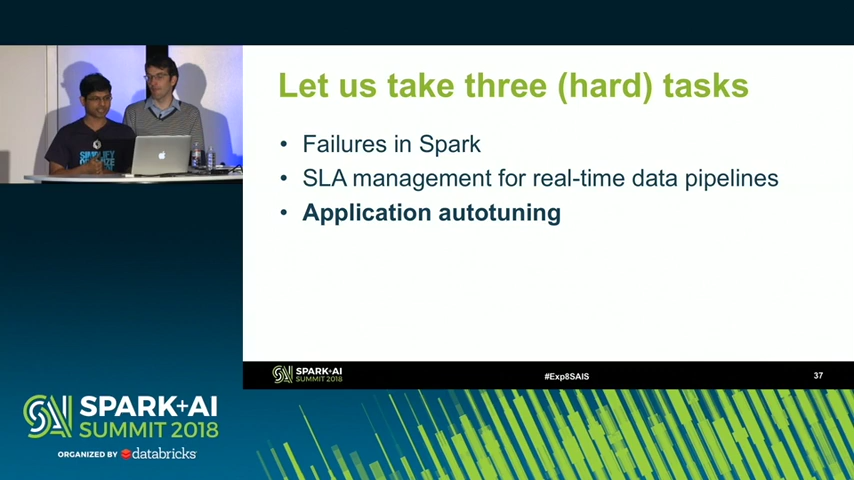 Let us take three (hard) tasks
• Failures in Spark
• SLA management for real-time data pipelines
• Application autotuning
SPARK+AI
SUMMIT 2018
#Exp8SAIS
37
SPARK+AI
SUMMIT 2018
ORGANIZED BY databricks